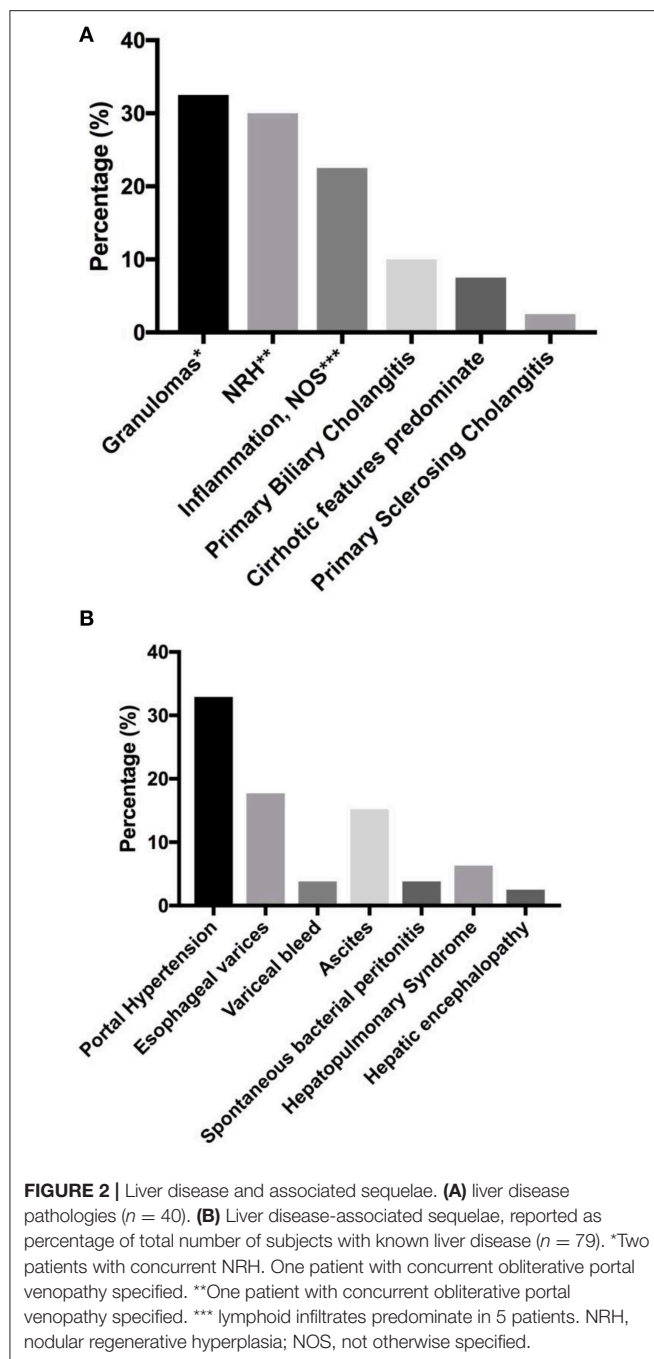 A
40
30
20
10
0
Percentage (%)
Granulomas*
NRH**
Inflammation, NOS***
Primary Biliary Cholangitis
Cirrhotic features predominate
Primary Sclerosing Cholangitis
B
40
30
20
10
0
Percentage (%)
Portal Hypertension
Esophageal varices
Variceal bleed
Ascites
Spontaneous bacterial peritonitis
Hepatopulmonary Syndrome
Hepatic encephalopathy
FIGURE 2 | Liver disease and associated sequelae. (A) liver disease
pathologies (n = 40). (B) Liver disease-associated sequelae, reported as
percentage of total number of subjects with known liver disease (n = 79). *Two
patients with concurrent NRH. One patient with concurrent obliterative portal
venopathy specified. **One patient with concurrent obliterative portal
venopathy specified. *** lymphoid infiltrates predominate in 5 patients. NRH,
nodular regenerative hyperplasia; NOS, not otherwise specified.